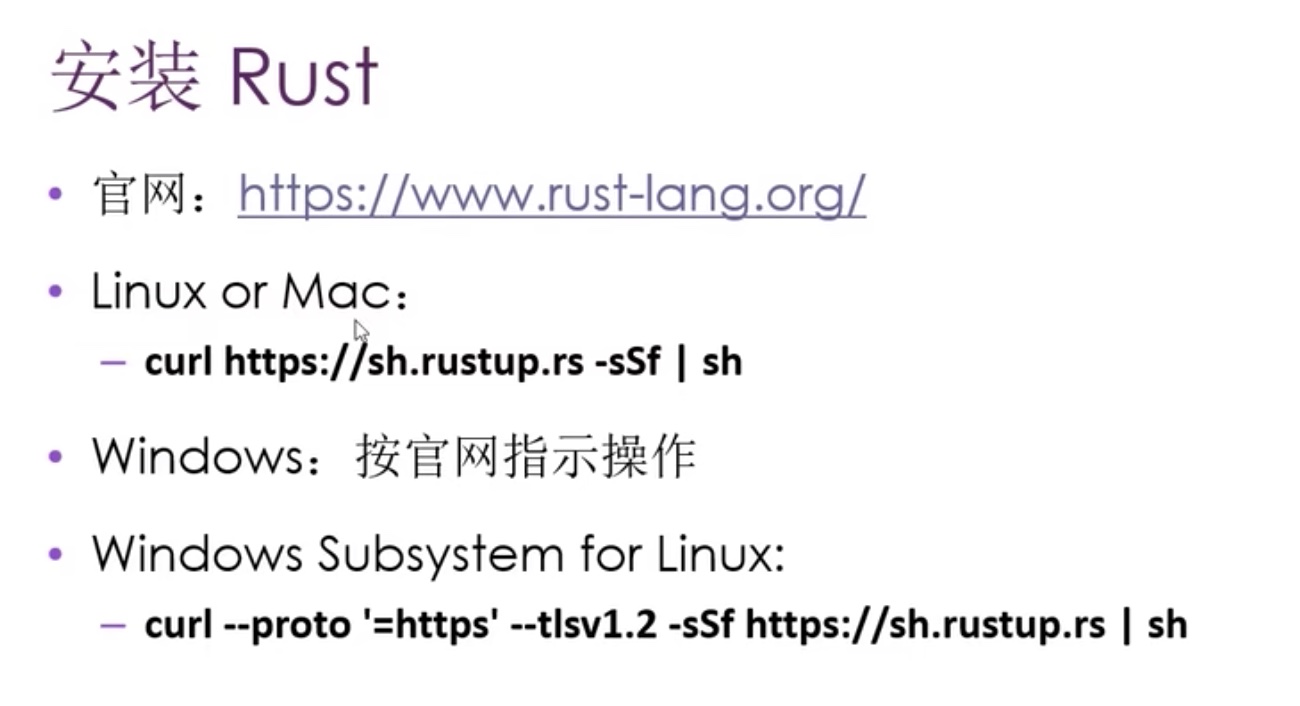 安装 Rust
• 官网：https://www.rust-lang.org/
• Linux or Mac：
– curl https://sh.rustup.rs -sSf | sh
• Windows：按官网指示操作
• Windows Subsystem for Linux:
– curl --proto '=https' --tlsv1.2 -sSf https://sh.rustup.rs | sh